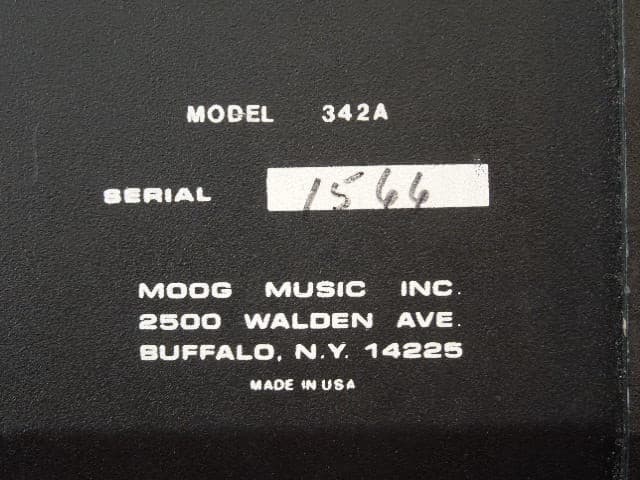 MODEL 342A
SERIAL 1566
MOOG MUSIC INC.
2500 WALDEN AVE.
BUFFALO, N.Y. 14225
MADE IN USA